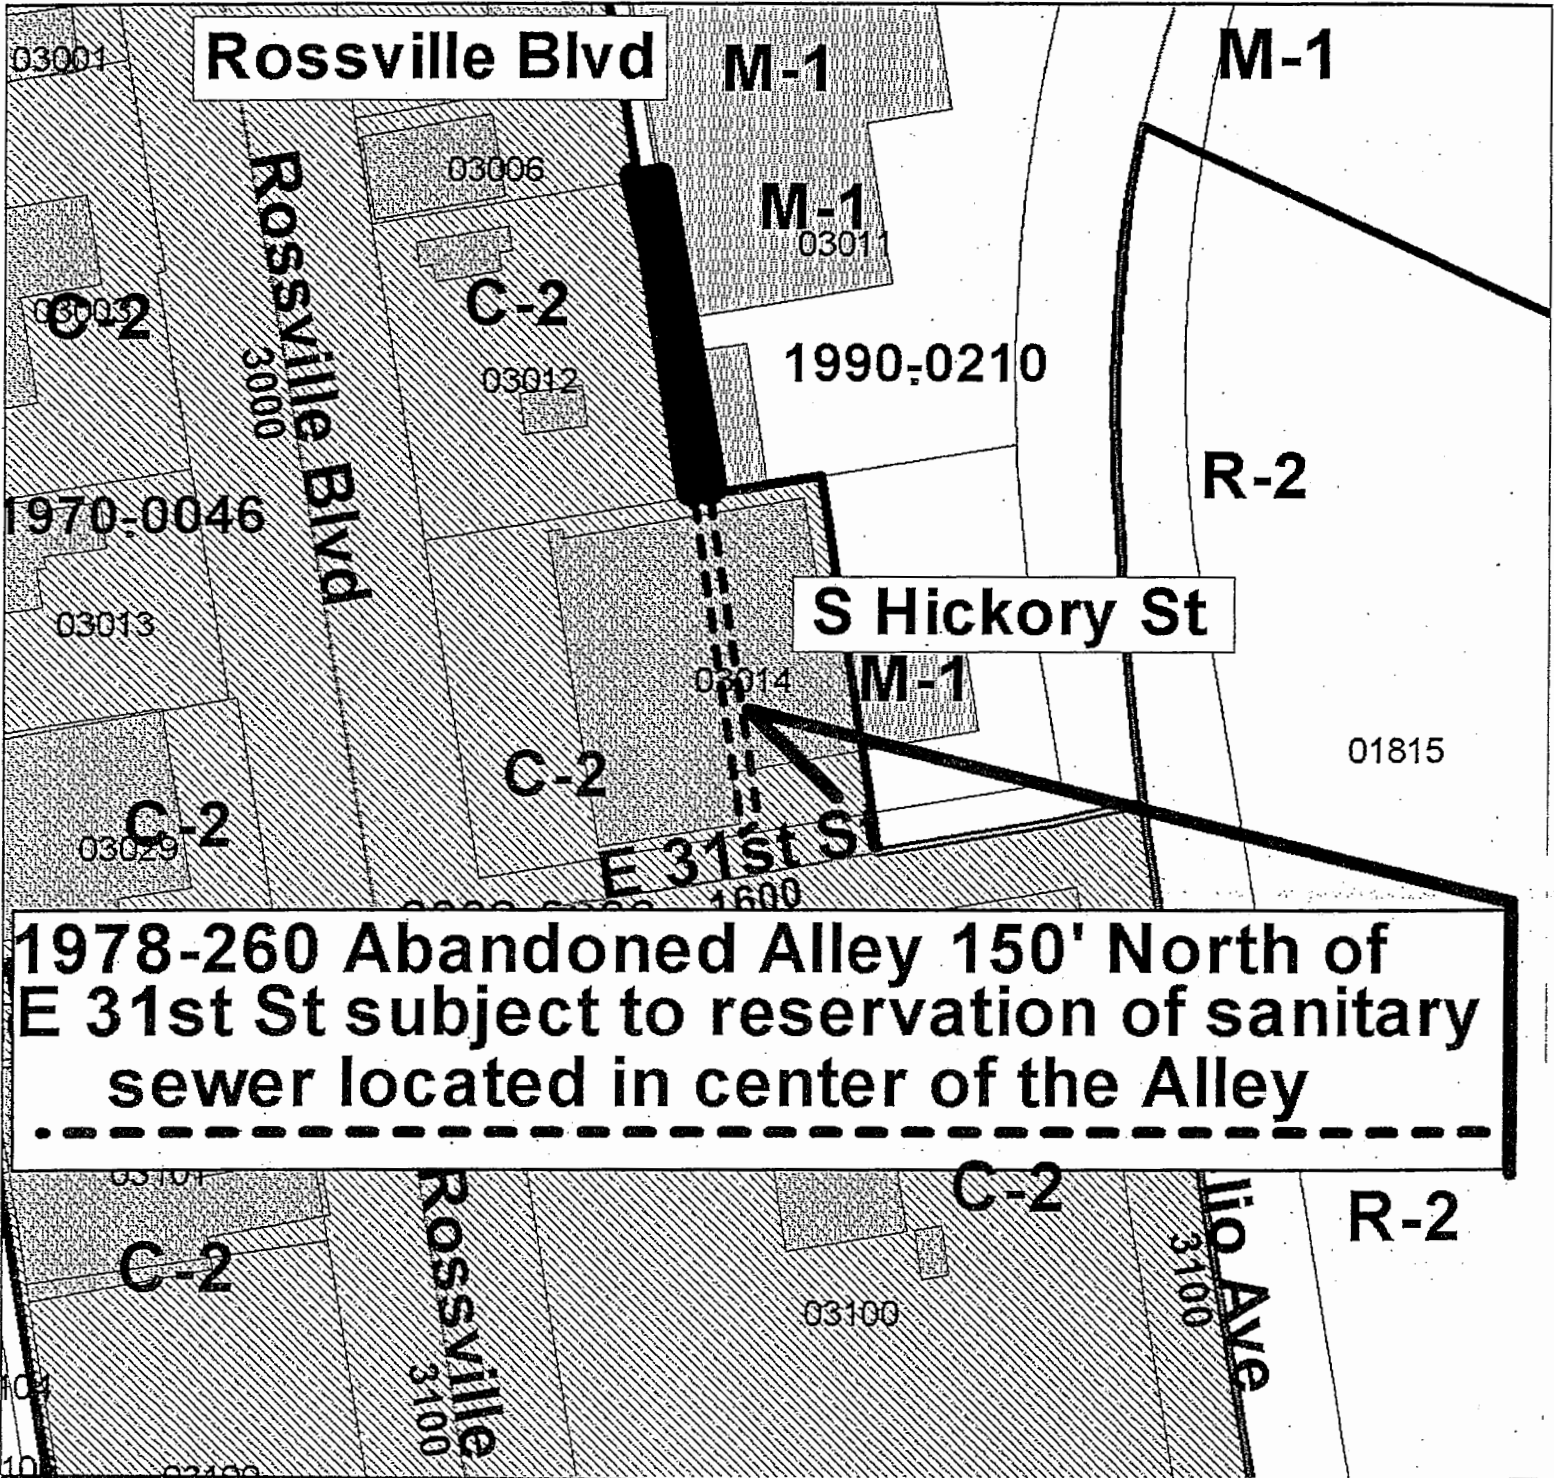 03001
Rossville Blvd
M-1
M-1
03006
Rossville Blvd
3000
M-1
03011
C-2
C-2
03012
1990-0210
R-2
1970-0046
03013
S Hickory St
03014
M-1
01815
C-2
C-2
03029
E 31st St
1600
1978-260 Abandoned Alley 150' North of
E 31st St subject to reservation of sanitary
sewer located in center of the Alley
C-2
R-2
C-2
03100
Rossville
3100
lio Ave
3100